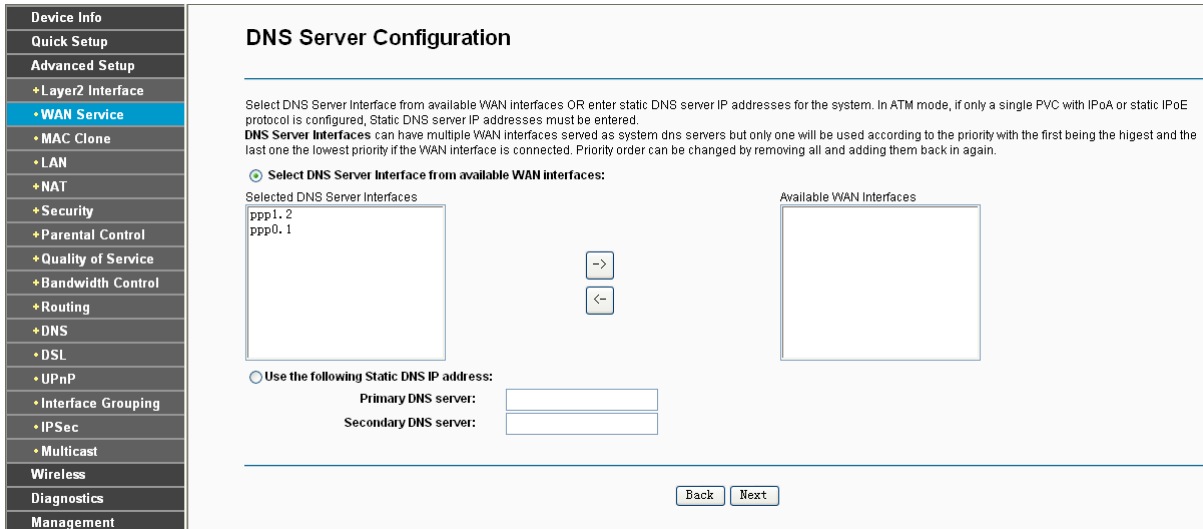 Device Info
Quick Setup
Advanced Setup
+Layer2 Interface
•WAN Service
•MAC Clone
•LAN
+NAT
+Security
+Parental Control
+Quality of Service
+Bandwidth Control
+Routing
+DNS
•DSL
•UPnP
•Interface Grouping
•IPSec
•Multicast
Wireless
Diagnostics
Management
DNS Server Configuration
Select DNS Server Interface from available WAN interfaces OR enter static DNS server IP addresses for the system. In ATM mode, if only a single PVC with IPoA or static IPoE
protocol is configured, Static DNS server IP addresses must be entered.
DNS Server Interfaces can have multiple WAN interfaces served as system dns servers but only one will be used according to the priority with the first being the higest and the
last one the lowest priority if the WAN interface is connected. Priority order can be changed by removing all and adding them back in again.
Select DNS Server Interface from available WAN interfaces:
Selected DNS Server Interfaces
ppp1.2
ppp0.1
->
<-
Available WAN Interfaces
Use the following Static DNS IP address:
Primary DNS server:
Secondary DNS server:
Back Next